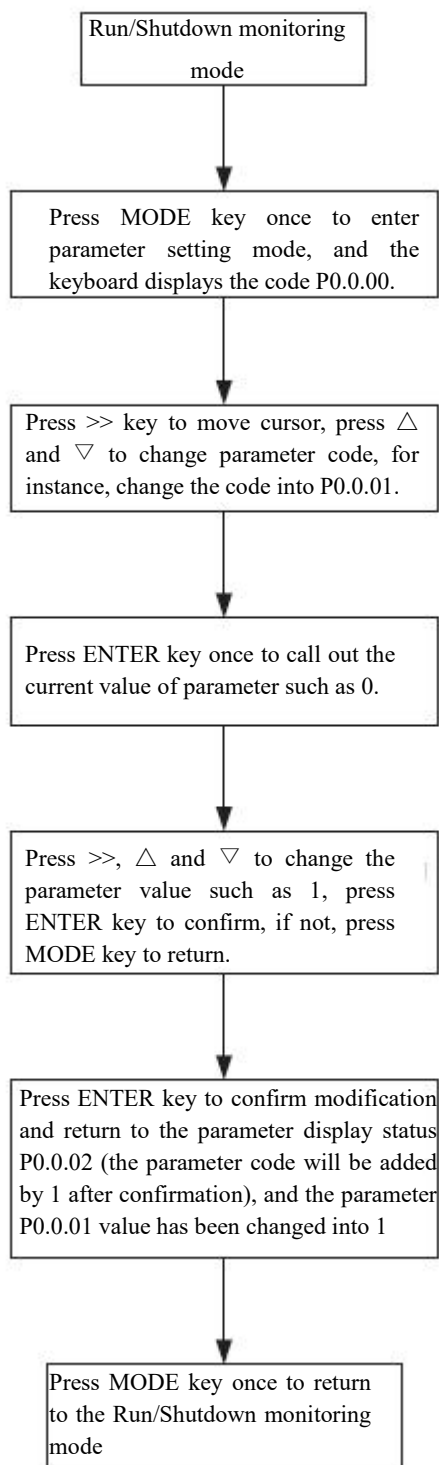 Run/Shutdown monitoring
mode
Press MODE key once to enter
parameter setting mode, and the
keyboard displays the code P0.0.00.
Press >> key to move cursor, press △
and ▽ to change parameter code, for
instance, change the code into P0.0.01.
Press ENTER key once to call out the
current value of parameter such as 0.
Press >>, △ and ▽ to change the
parameter value such as 1, press
ENTER key to confirm, if not, press
MODE key to return.
Press ENTER key to confirm modification
and return to the parameter display status
P0.0.02 (the parameter code will be added
by 1 after confirmation), and the parameter
P0.0.01 value has been changed into 1
Press MODE key once to return
to the Run/Shutdown monitoring
mode